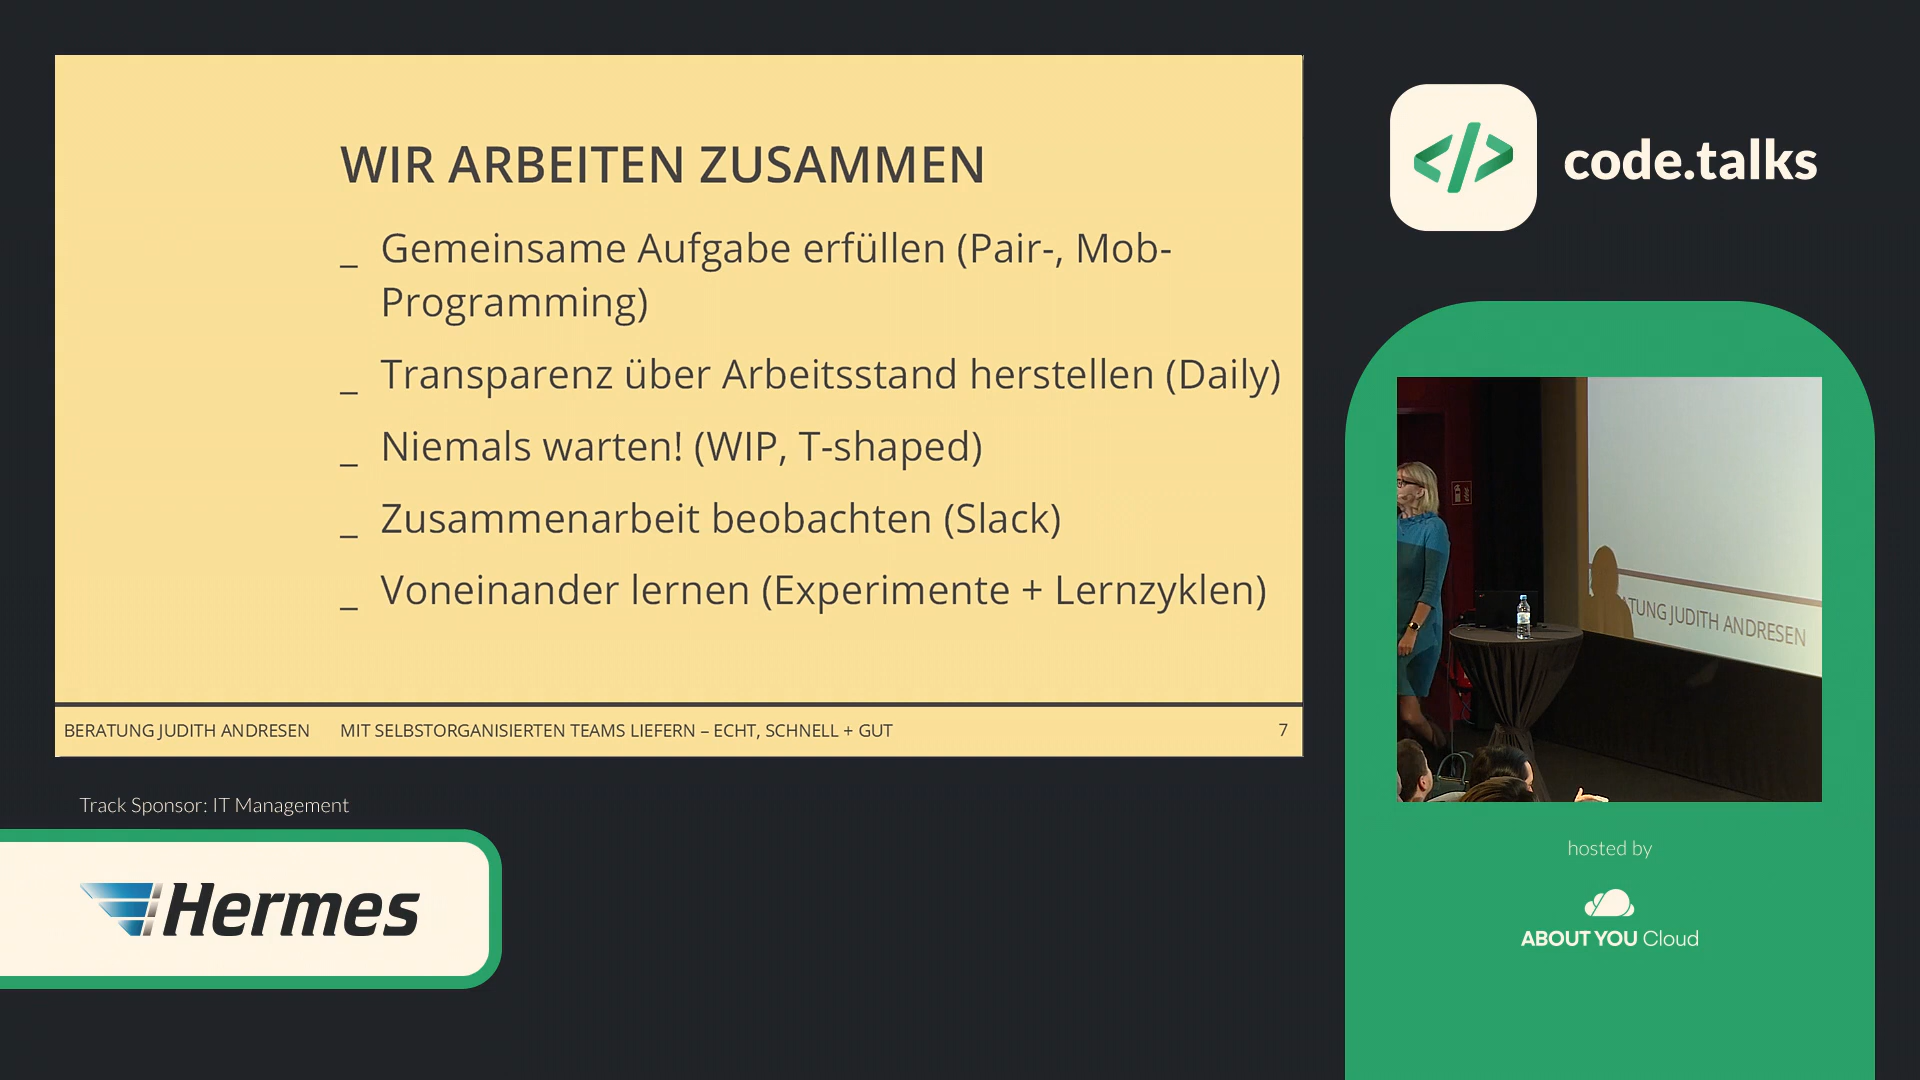 WIR ARBEITEN ZUSAMMEN
_ Gemeinsame Aufgabe erfüllen (Pair-, Mob-
Programming)
_ Transparenz über Arbeitsstand herstellen (Daily)
_ Niemals warten! (WIP, T-shaped)
_ Zusammenarbeit beobachten (Slack)
_ Voneinander lernen (Experimente + Lernzyklen)
BERATUNG JUDITH ANDRESEN MIT SELBSTORGANISIERTEN TEAMS LIEFERN – ECHT, SCHNELL + GUT 7
Track Sponsor: IT Management
Hermes
</> code.talks
JUDITH ANDRESEN
hosted by
ABOUT YOU Cloud